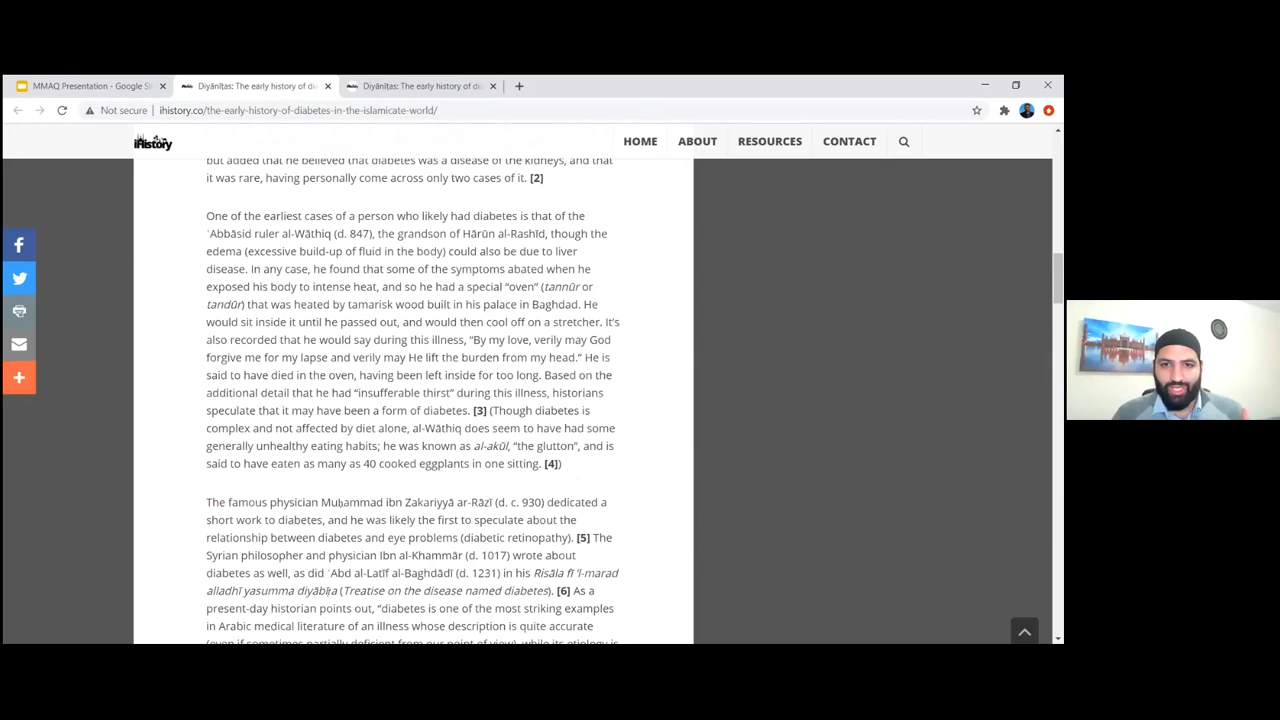 MMAQ Presentation - Google Sl
Diyānīṭas: The early history of di
Diyānīṭas: The early history of di
Not secure | ihistory.co/the-early-history-of-diabetes-in-the-islamicate-world/
iHistory
HOME ABOUT RESOURCES CONTACT
but added that he believed that diabetes was a disease of the kidneys, and that
it was rare, having personally come across only two cases of it. [2]
One of the earliest cases of a person who likely had diabetes is that of the
ʿAbbāsid ruler al-Wāthiq (d. 847), the grandson of Hārūn al-Rashīd, though the
edema (excessive build-up of fluid in the body) could also be due to liver
disease. In any case, he found that some of the symptoms abated when he
exposed his body to intense heat, and so he had a special “oven” (tannūr or
tandūr) that was heated by tamarisk wood built in his palace in Baghdad. He
would sit inside it until he passed out, and would then cool off on a stretcher. It’s
also recorded that he would say during this illness, “By my love, verily may God
forgive me for my lapse and verily may He lift the burden from my head.” He is
said to have died in the oven, having been left inside for too long. Based on the
additional detail that he had “insufferable thirst” during this illness, historians
speculate that it may have been a form of diabetes. [3] (Though diabetes is
complex and not affected by diet alone, al-Wāthiq does seem to have had some
generally unhealthy eating habits; he was known as al-akūl, “the glutton”, and is
said to have eaten as many as 40 cooked eggplants in one sitting. [4])
The famous physician Muḥammad ibn Zakariyyā ar-Rāzī (d. c. 930) dedicated a
short work to diabetes, and he was likely the first to speculate about the
relationship between diabetes and eye problems (diabetic retinopathy). [5] The
Syrian philosopher and physician Ibn al-Khammār (d. 1017) wrote about
diabetes as well, as did ʿAbd al-Latīf al-Baghdādī (d. 1231) in his Risāla fī ’l-marad
alladhī yasumma diyābīṭa (Treatise on the disease named diabetes). [6] As a
present-day historian points out, “diabetes is one of the most striking examples
in Arabic medical literature of an illness whose description is quite accurate
(even if sometimes partially deficient from our point of view), while its etiology is